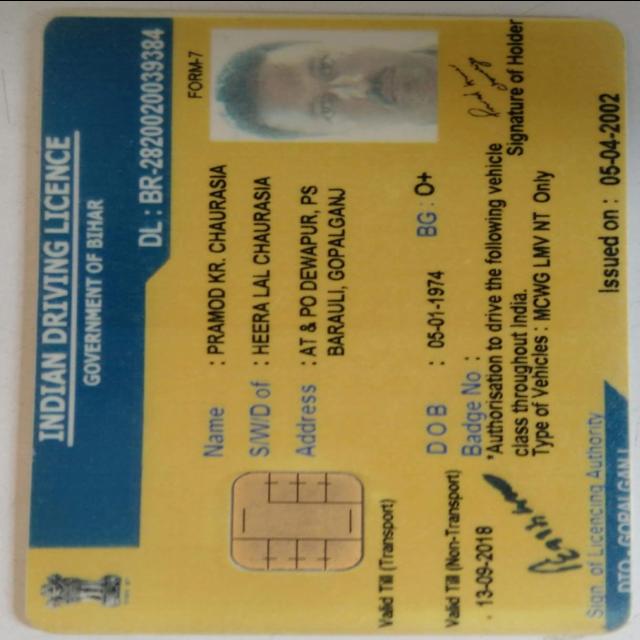 INDIAN DRIVING LICENCE
GOVERNMENT OF BIHAR
DL : BR-2820020039384
FORM-7
Name : PRAMOD KR. CHAURASIA
S/W/D of : HEERA LAL CHAURASIA
Address : AT & PO DEWAPUR, PS
BARAULI, GOPALGANJ
Valid Till (Transport)
D O B : 05-01-1974 BG : O+
Valid Till (Non-Transport)
13-09-2018
Badge No :
Signature of Holder
*Authorisation to drive the following vehicle
class throughout India.
Type of Vehicles : MCWG LMV NT Only
Sign. of Licencing Authority
DTO - GOPALGANJ
Issued on : 05-04-2002